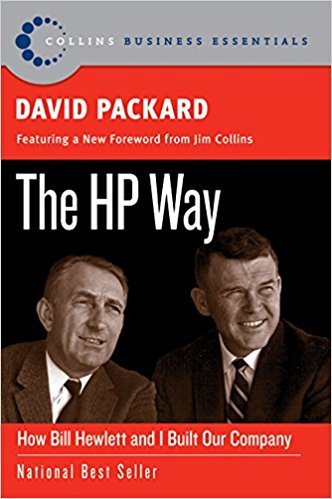 COLLINS BUSINESS ESSENTIALS
DAVID PACKARD
Featuring a New Foreword from Jim Collins
The HP Way
How Bill Hewlett and I Built Our Company
National Best Seller